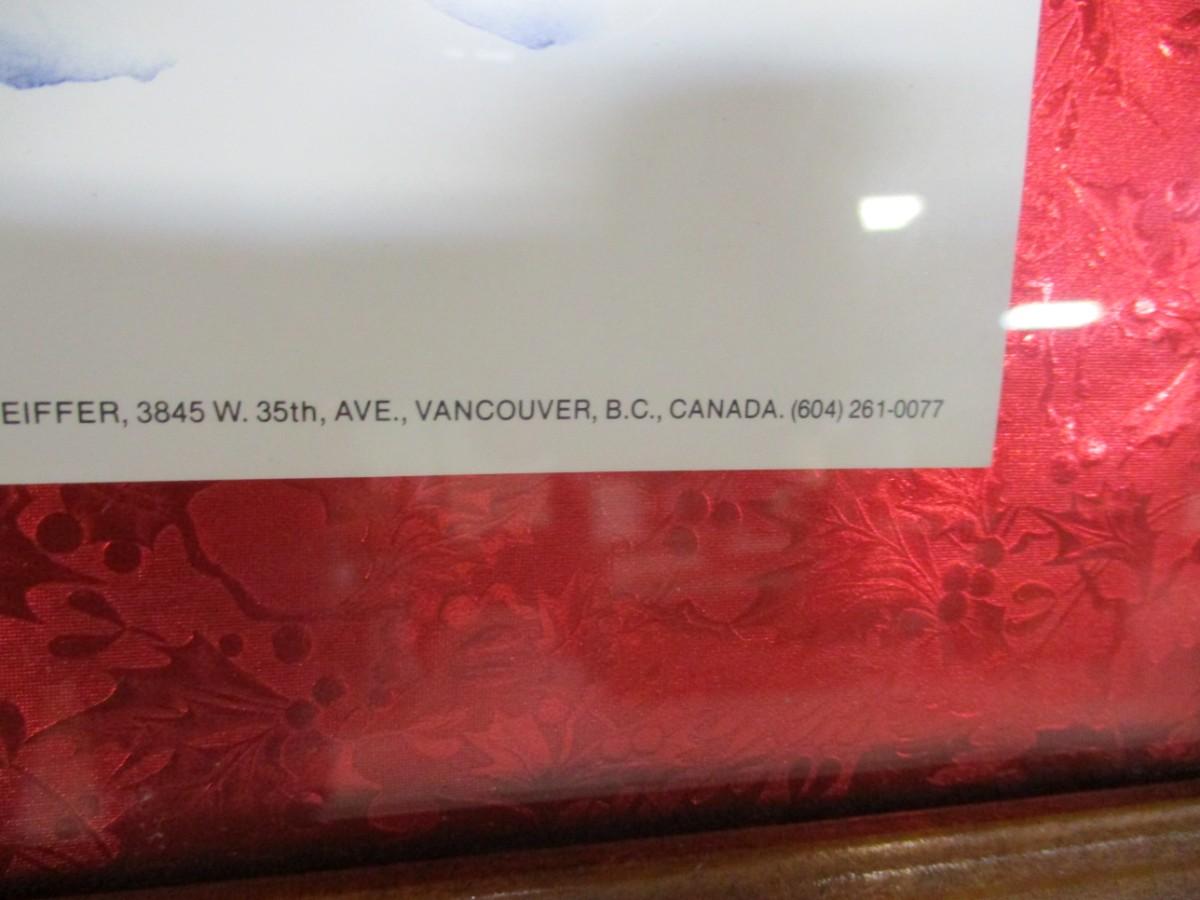 EIFFER, 3845 W. 35th, AVE., VANCOUVER, B.C., CANADA. (604) 261-0077